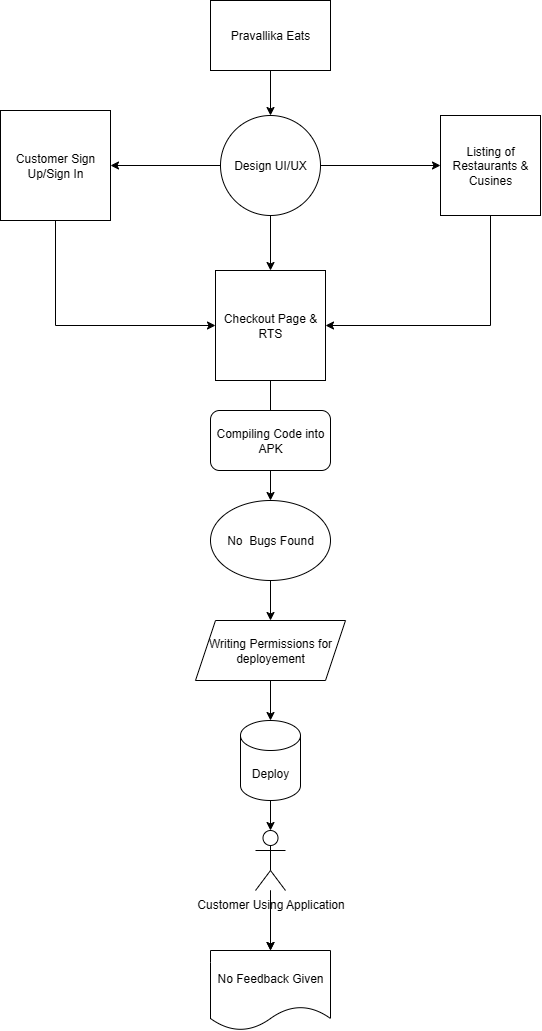 Pravallika Eats
Customer Sign
Up/Sign In
Design UI/UX
Listing of
Restaurants &
Cusines
Checkout Page &
RTS
Compiling Code into
APK
No  Bugs Found
Writing Permissions for
deployement
Deploy
Customer Using Application
No Feedback Given